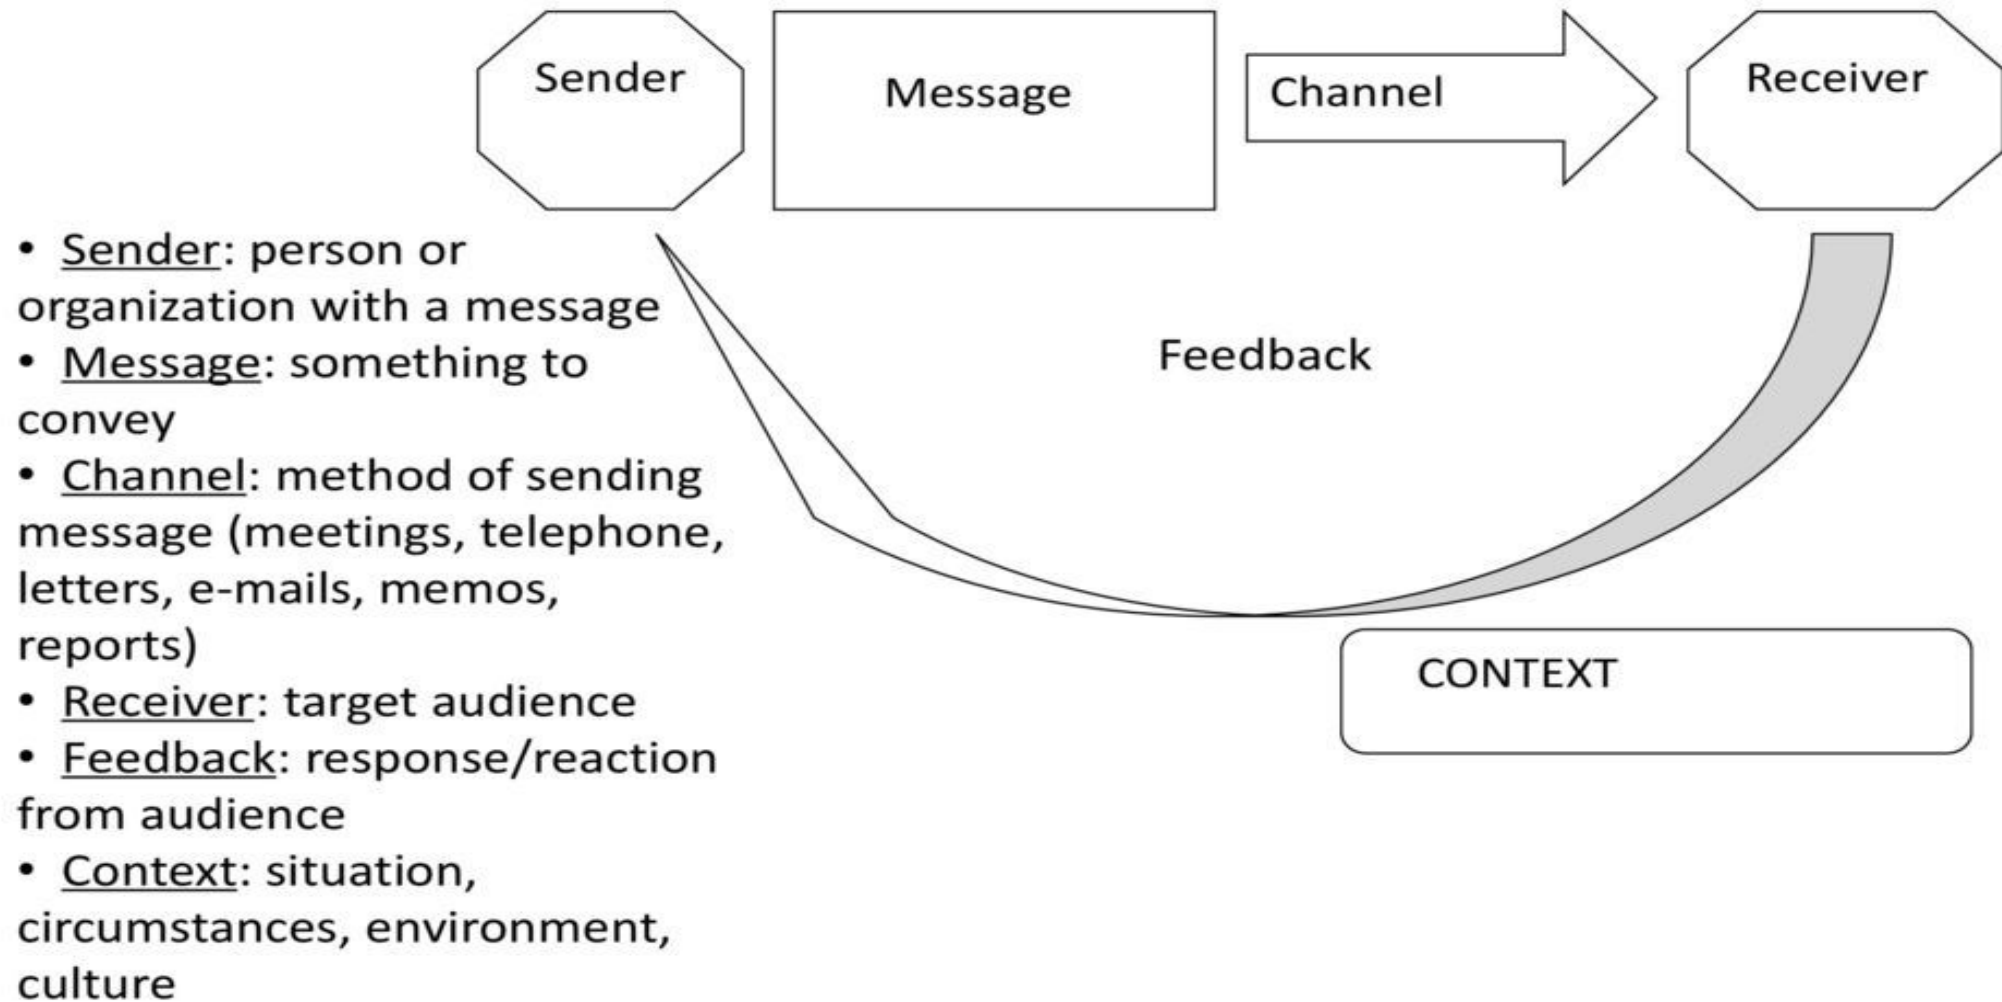 Sender
Message
Channel
Receiver
Feedback
CONTEXT
• Sender: person or
organization with a message
• Message: something to
convey
• Channel: method of sending
message (meetings, telephone,
letters, e-mails, memos,
reports)
• Receiver: target audience
• Feedback: response/reaction
from audience
• Context: situation,
circumstances, environment,
culture